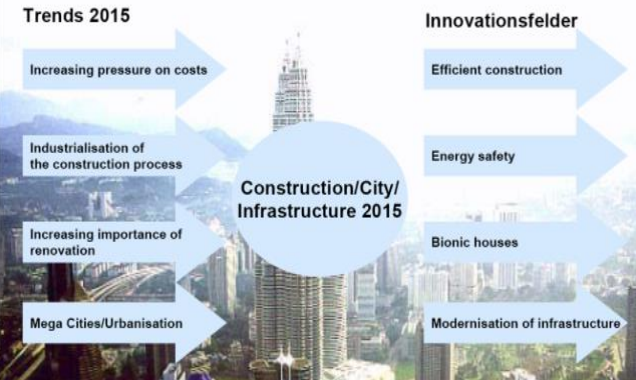 Trends 2015
Increasing pressure on costs
Industrialisation of
the construction process
Increasing importance of
renovation
Mega Cities/Urbanisation
Construction/City/
Infrastructure 2015
Innovationsfelder
Efficient construction
Energy safety
Bionic houses
Modernisation of infrastructure